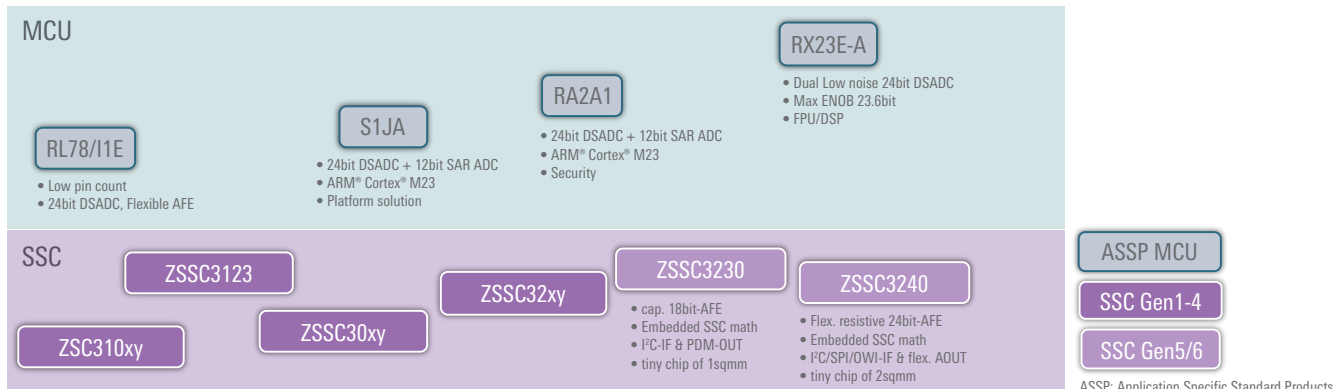 MCU
RL78/I1E
• Low pin count
• 24bit DSADC, Flexible AFE
S1JA
• 24bit DSADC + 12bit SAR ADC
• ARM® Cortex® M23
• Platform solution
RA2A1
• 24bit DSADC + 12bit SAR ADC
• ARM® Cortex® M23
• Security
RX23E-A
• Dual Low noise 24bit DSADC
• Max ENOB 23.6bit
• FPU/DSP
SSC
ZSC310xy
ZSSC3123
ZSSC30xy
ZSSC32xy
ZSSC3230
• cap. 18bit-AFE
• Embedded SSC math
• I²C-IF & PDM-OUT
• tiny chip of 1sqmm
ZSSC3240
• Flex. resistive 24bit-AFE
• Embedded SSC math
• I²C/SPI/OWI-IF & flex. AOUT
• tiny chip of 2sqmm
ASSP MCU
SSC Gen1-4
SSC Gen5/6
ASSP: Application Specific Standard Products